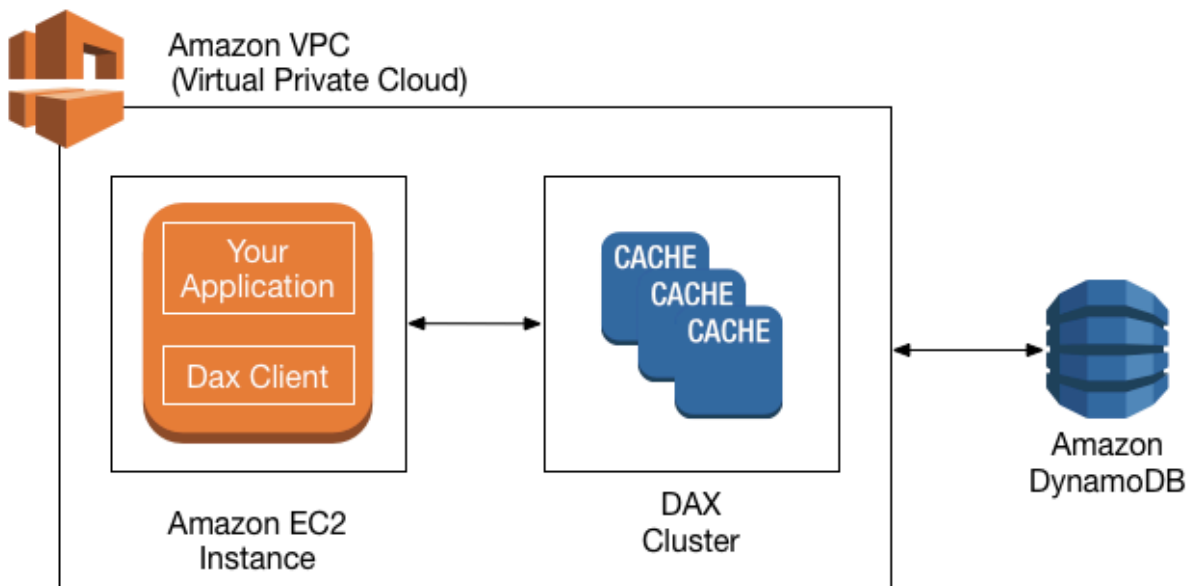 Amazon VPC
(Virtual Private Cloud)
Your
Application
Dax Client
CACHE
CACHE
CACHE
Amazon EC2
Instance
DAX
Cluster
Amazon
DynamoDB